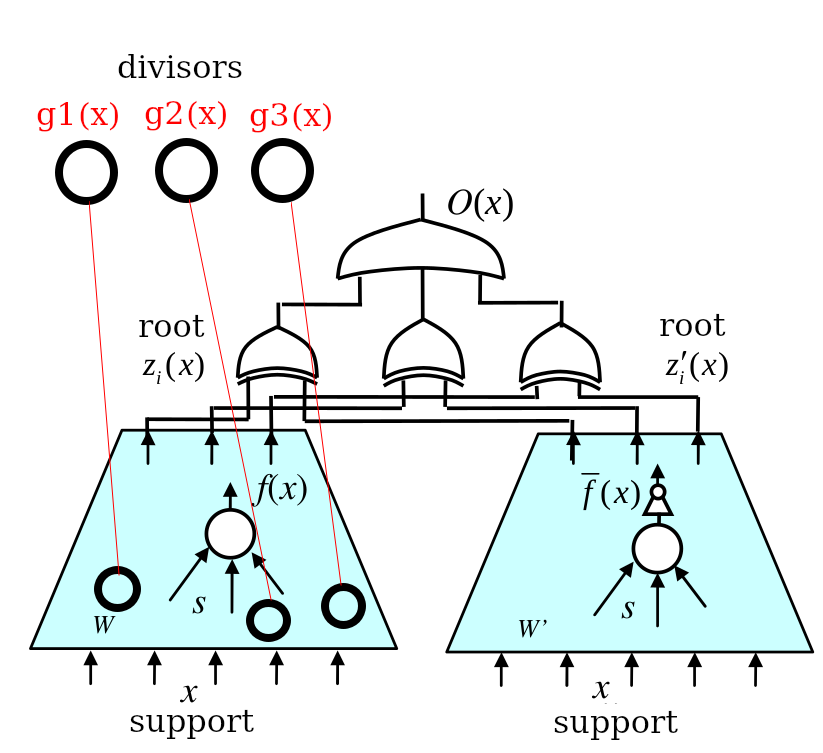 divisors
g1(x) g2(x) g3(x)
O(x)
root
z_i(x)
root
z'_i(x)
f(x)
f̅(x)
s
W
s
W'
x
support
x
support